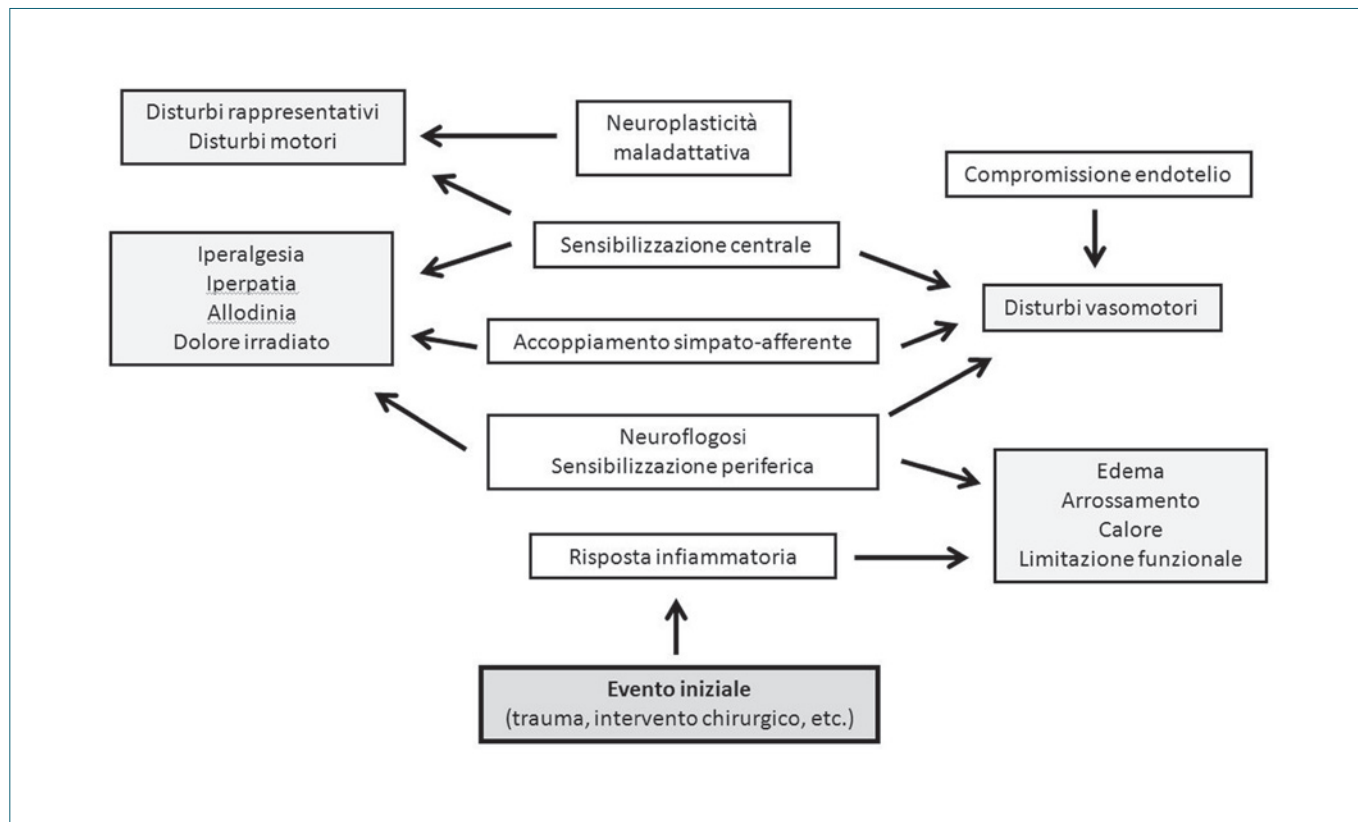 Disturbi rappresentativi
Disturbi motori
Neuroplasticità
maladattativa
Compromissione endotelio
Sensibilizzazione centrale
Iperalgesia
Iperpatia
Allodinia
Dolore irradiato
Disturbi vasomotori
Accoppiamento simpato-afferente
Neuroflogosi
Sensibilizzazione periferica
Edema
Arrossamento
Calore
Limitazione funzionale
Risposta infiammatoria
Evento iniziale
(trauma, intervento chirurgico, etc.)